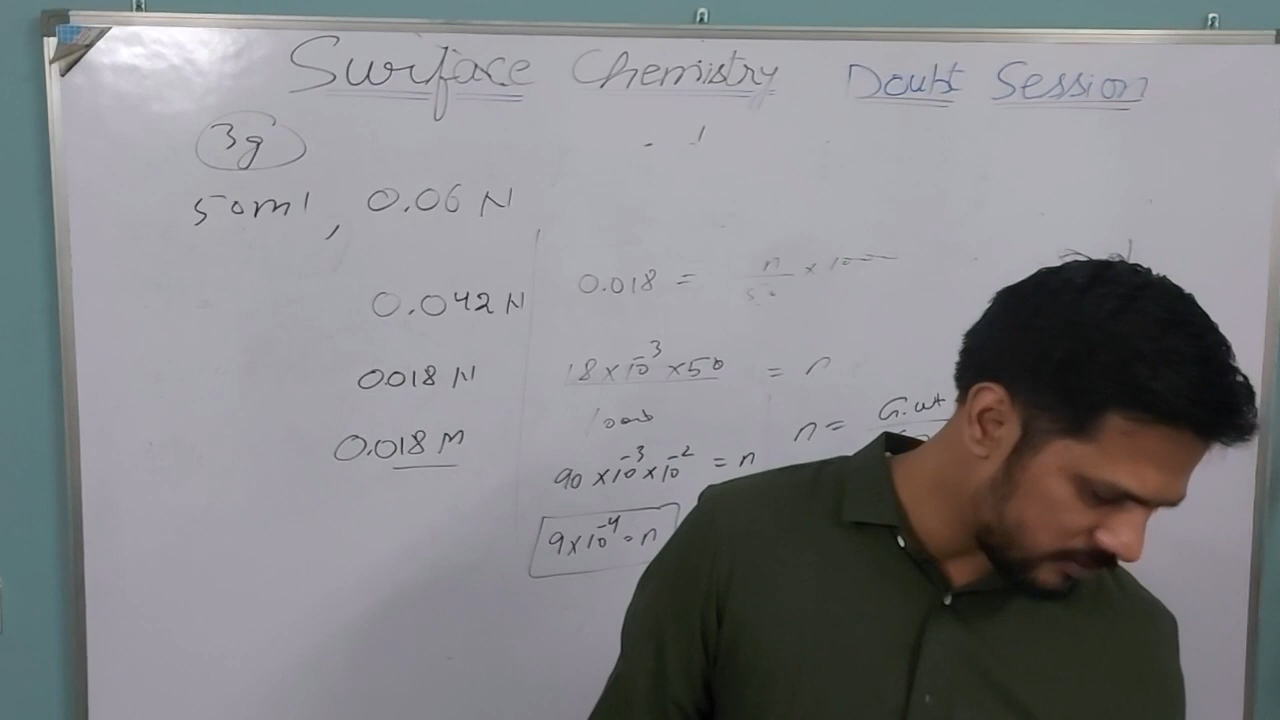 Surface Chemistry Doubt Session
3g
50ml, 0.06 N
0.042 N
0.018 N
0.018 M
0.018 = n/50 × 1000
18×10⁻³×50 / 1000 = n
90×10⁻³×10⁻² = n
9×10⁻⁴ = n
n = G.wt